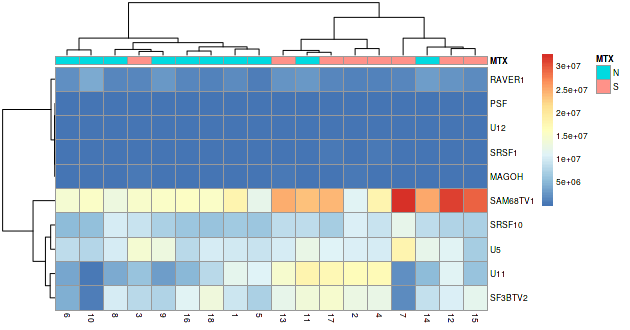 MTX
RAVER1
PSF
U12
SRSF1
MAGOH
SAM68TV1
SRSF10
U5
U11
SF3BTV2
6 10 8 3 9 16 18 1 5 13 11 17 2 4 7 14 12 15
3e+07
2.5e+07
2e+07
1.5e+07
1e+07
5e+06
MTX
N
S